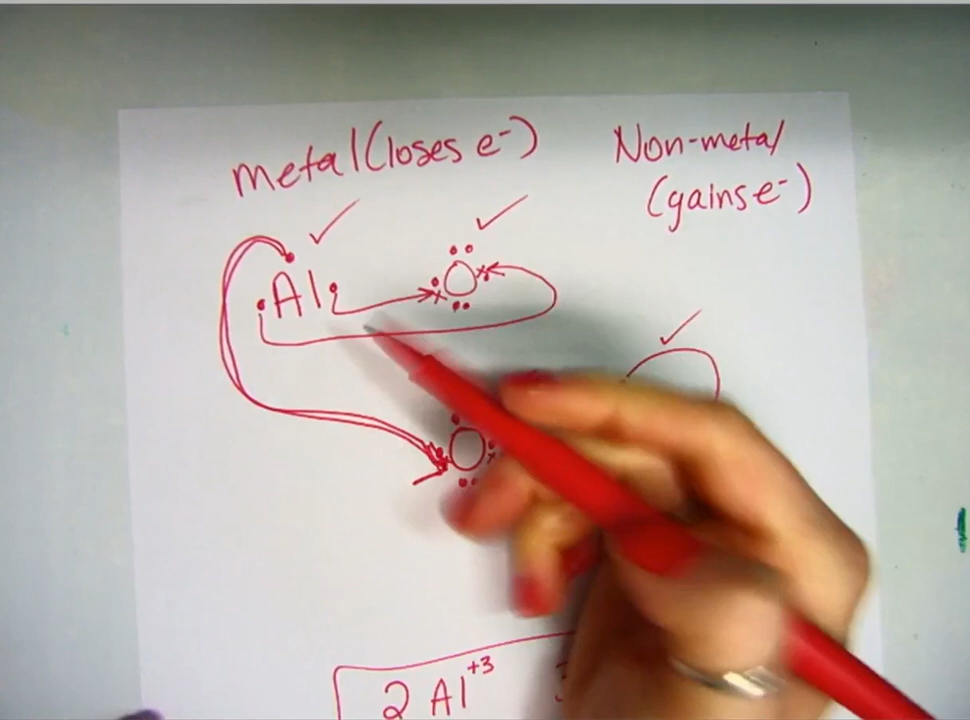 metal (loses e⁻)
Non-metal
(gains e⁻)
Al
O
O
2 Al⁺³